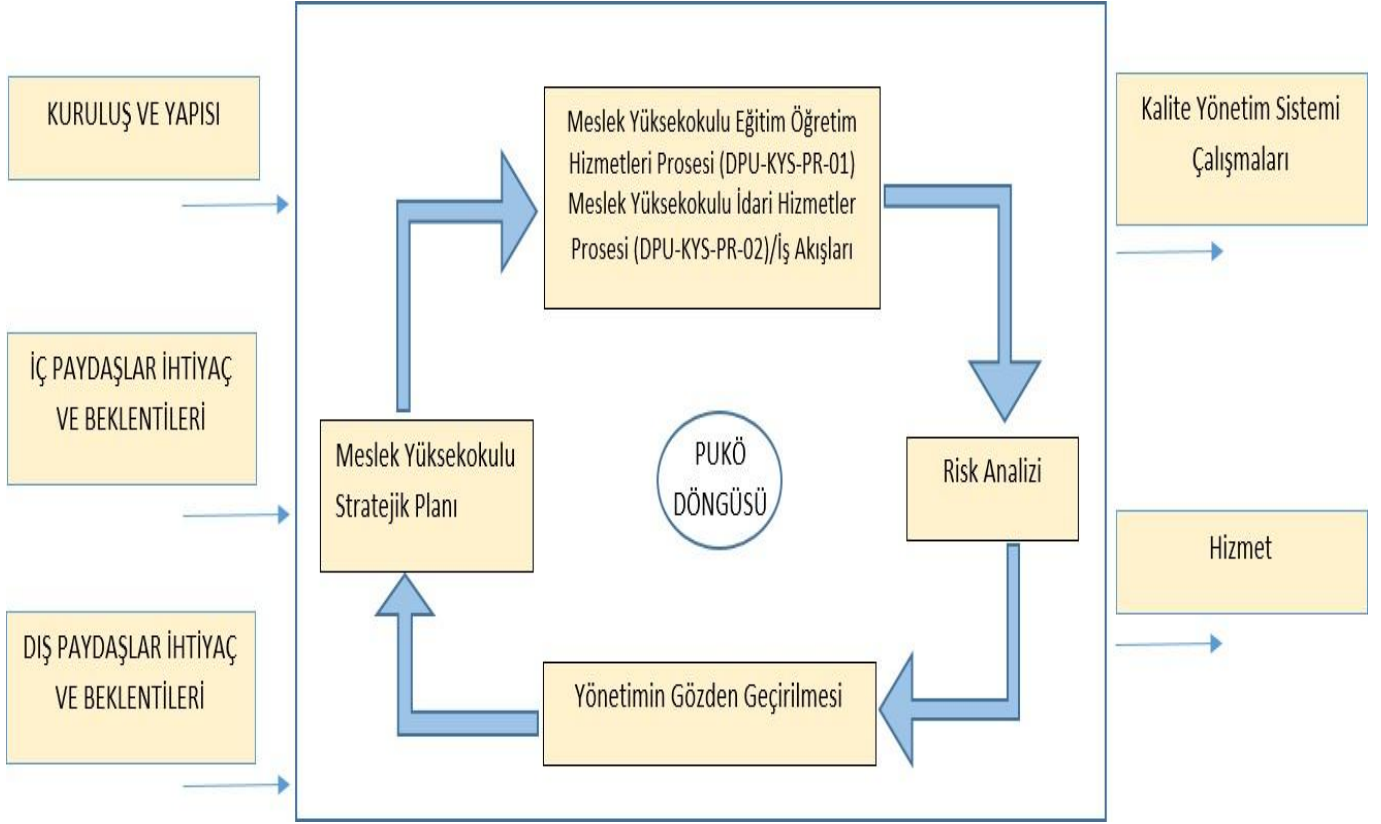 KURULUŞ VE YAPISI
İÇ PAYDAŞLAR İHTİYAÇ
VE BEKLENTİLERİ
DIŞ PAYDAŞLAR İHTİYAÇ
VE BEKLENTİLERİ
Meslek Yüksekokulu Eğitim Öğretim
Hizmetleri Prosesi (DPU-KYS-PR-01)
Meslek Yüksekokulu İdari Hizmetler
Prosesi (DPU-KYS-PR-02)/İş Akışları
Meslek Yüksekokulu
Stratejik Planı
PUKÖ
DÖNGÜSÜ
Risk Analizi
Yönetimin Gözden Geçirilmesi
Kalite Yönetim Sistemi
Çalışmaları
Hizmet